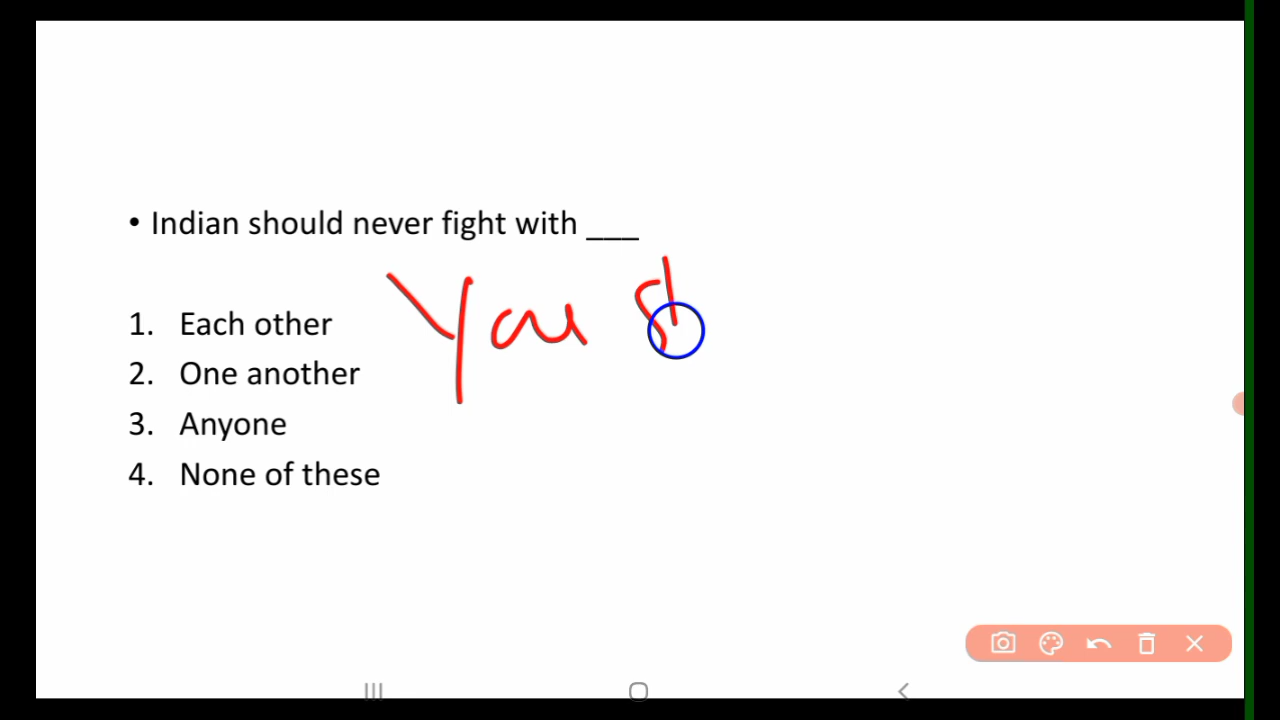 • Indian should never fight with ___
You s
1. Each other
2. One another
3. Anyone
4. None of these